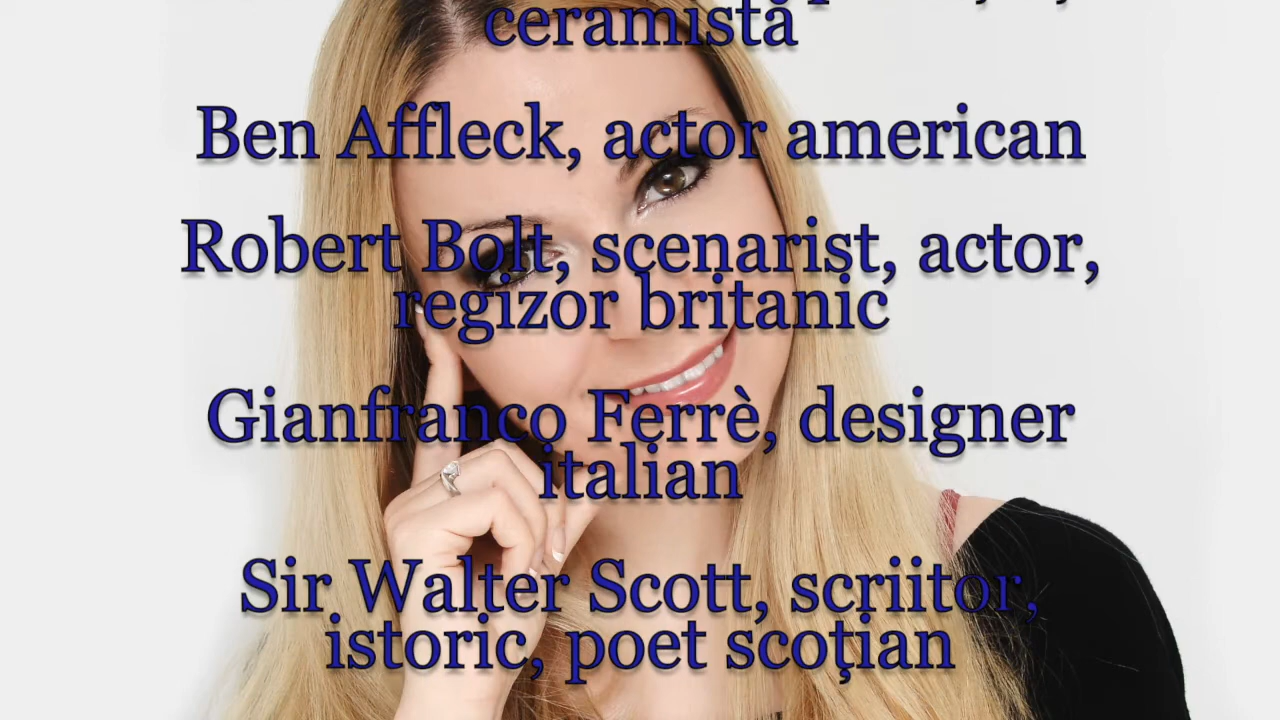 ceramistă
Ben Affleck, actor american
Robert Bolt, scenarist, actor,
regizor britanic
Gianfranco Ferrè, designer
italian
Sir Walter Scott, scriitor,
istoric, poet scoțian